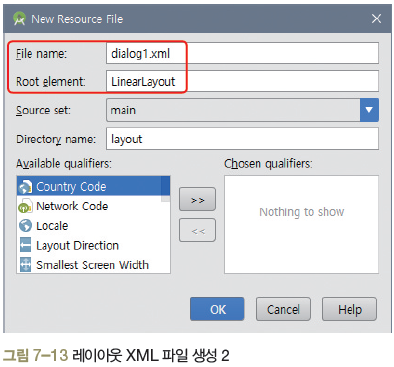 New Resource File
File name: dialog1.xml
Root element: LinearLayout
Source set: main
Directory name: layout
Available qualifiers: Chosen qualifiers:
Country Code
Network Code
Locale
Layout Direction
Smallest Screen Width
>>
<<
Nothing to show
OK Cancel Help
그림 7-13 레이아웃 XML 파일 생성 2